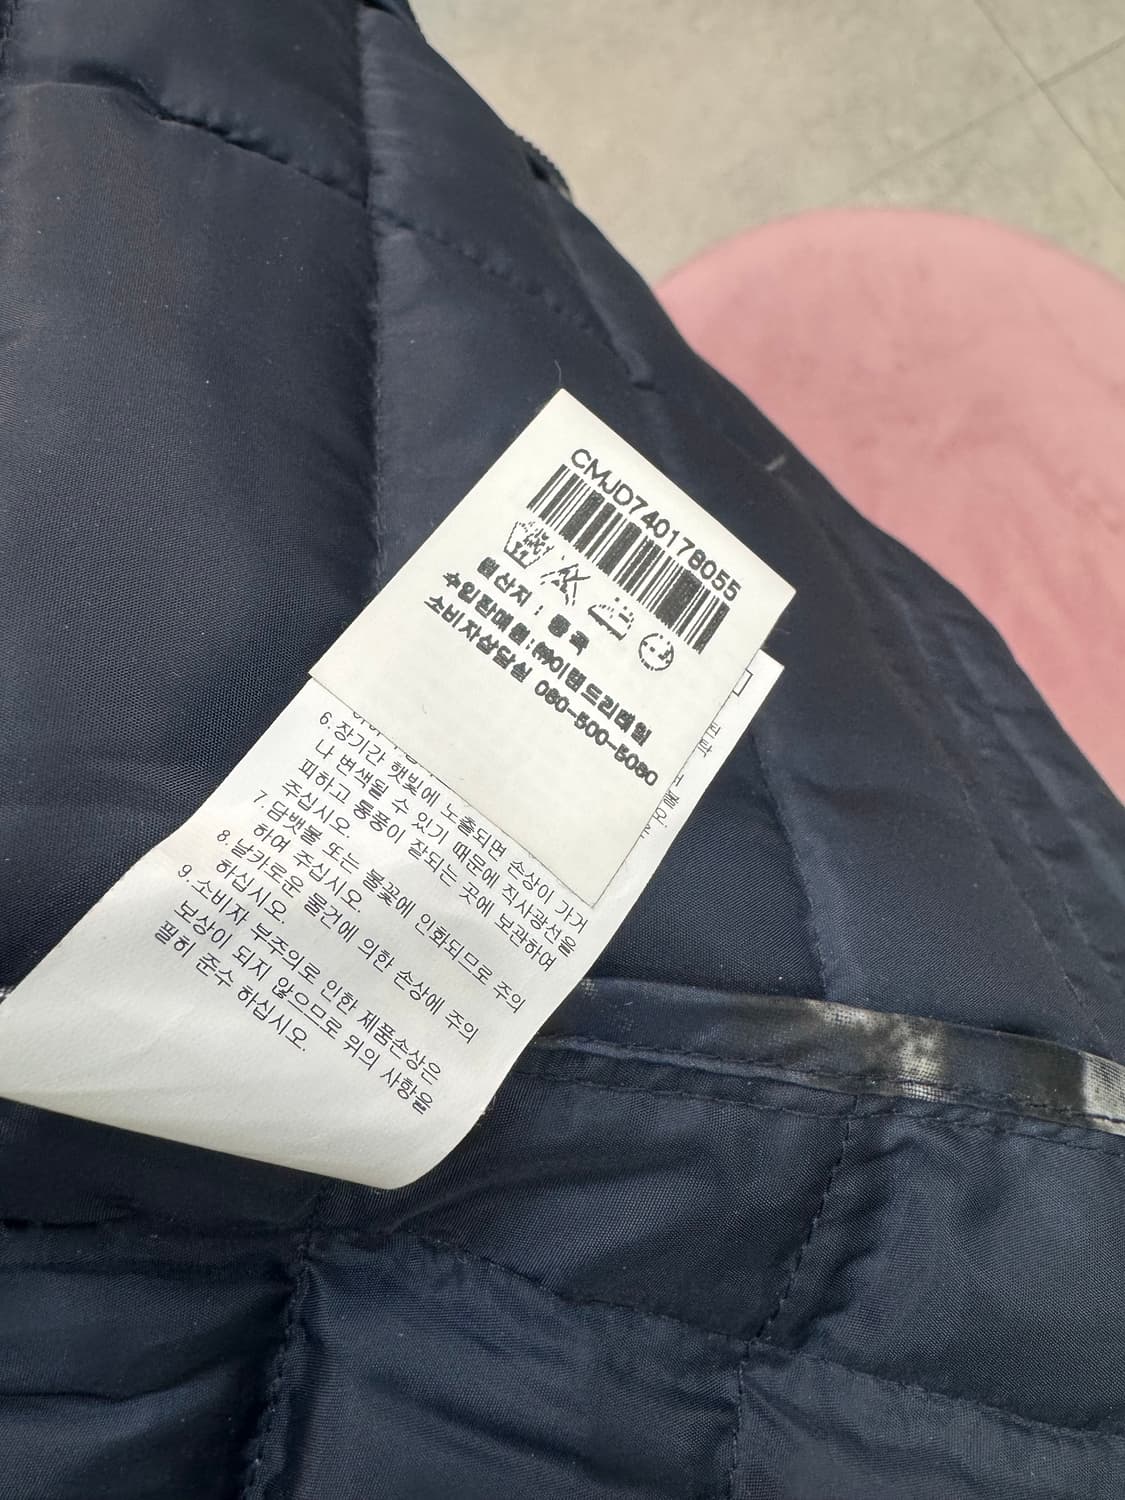 CMJD740178055
원산지 : 중국
수입판매원:㈜이랜드리테일
소비자상담실 080-500-5080
6.장기간 햇빛에 노출되면 손상이 가거
나 변색될 수 있기 때문에 직사광선을
피하고 통풍이 잘되는 곳에 보관하여
주십시오.
7.담뱃불 또는 불꽃에 인화되므로 주의
하여 주십시오.
8.날카로운 물건에 의한 손상에 주의
하십시오.
9.소비자 부주의로 인한 제품손상은
보상이 되지 않으므로 위의 사항을
필히 준수 하십시오.